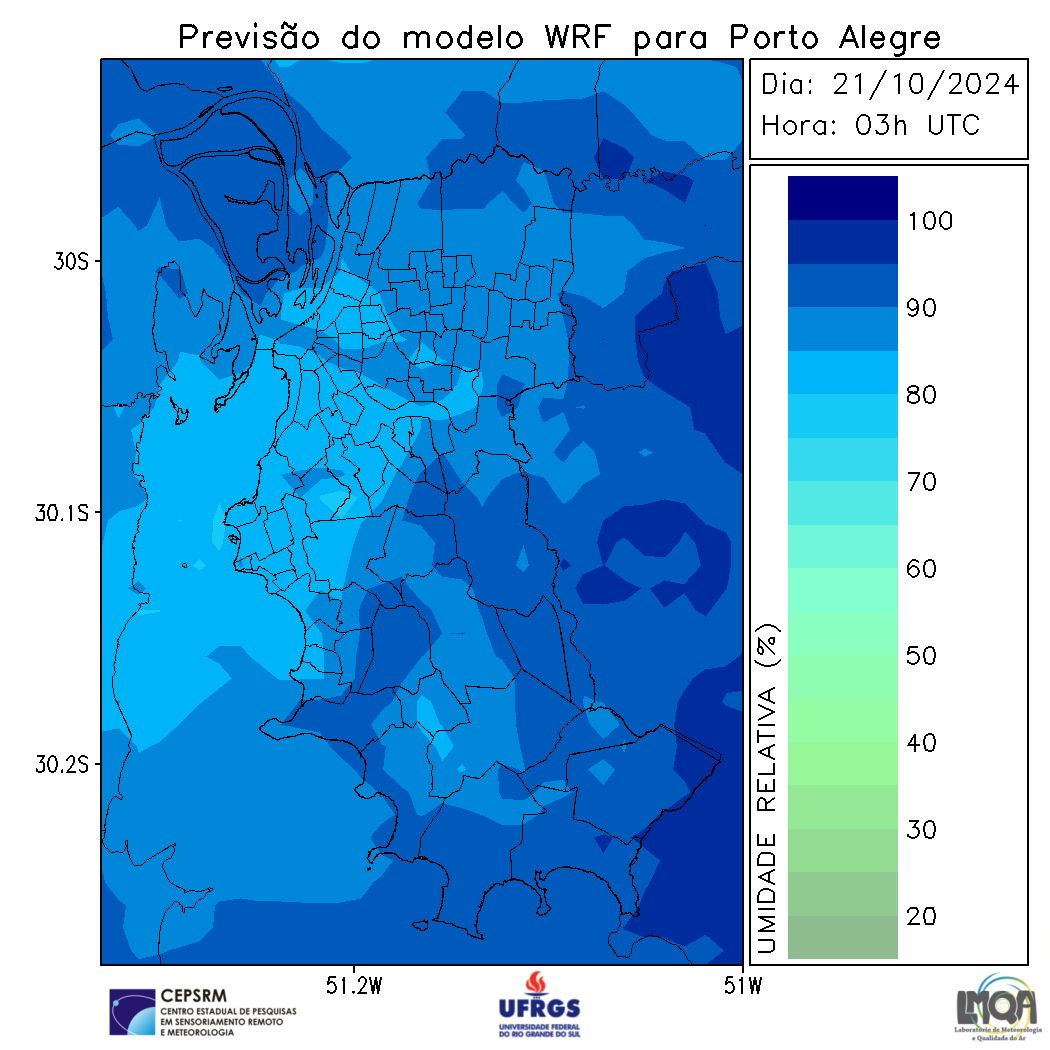 Previsão do modelo WRF para Porto Alegre
Dia: 21/10/2024
Hora: 03h UTC
100
90
80
70
60
50
40
30
20
UMIDADE RELATIVA (%)
30S
30.1S
30.2S
51.2W
51W
CEPSRM
CENTRO ESTADUAL DE PESQUISAS
EM SENSORIAMENTO REMOTO
E METEOROLOGIA
UFRGS
UNIVERSIDADE FEDERAL
DO RIO GRANDE DO SUL
LMQA
Laboratório de Meteorologia
e Qualidade do Ar